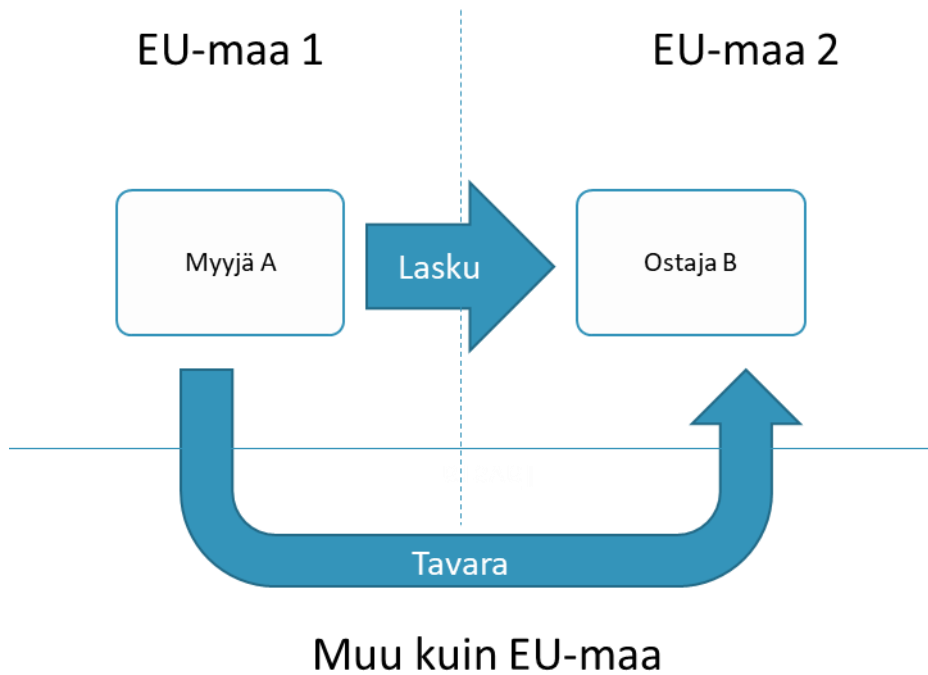 EU-maa 1
EU-maa 2
Myyjä A
Lasku
Ostaja B
Tavara
Muu kuin EU-maa